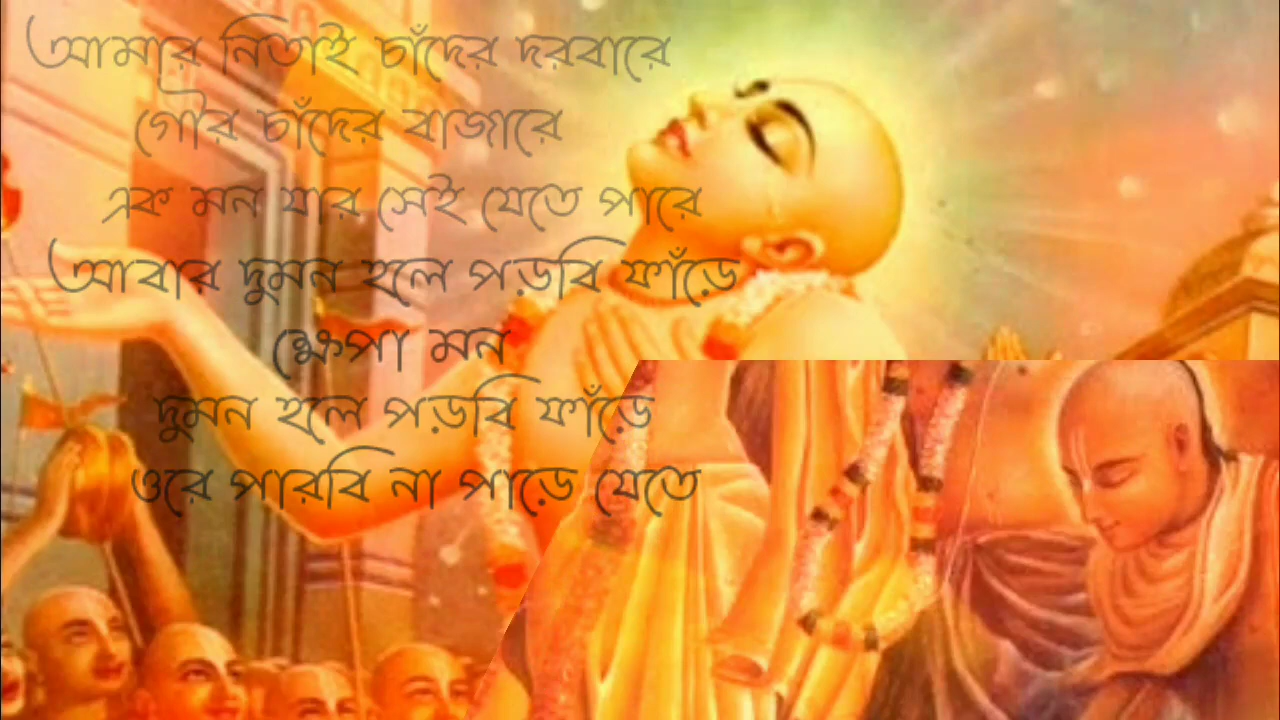 আমার নিতাই চাঁদের দরবারে
গৌর চাঁদের বাজারে
এক মন যার সেই যেতে পারে
আবার দুমন হলে পড়বি ফাঁড়ে
ক্ষেপা মন
দুমন হলে পড়বি ফাঁড়ে
ওরে পারবি না পাড়ে যেতে